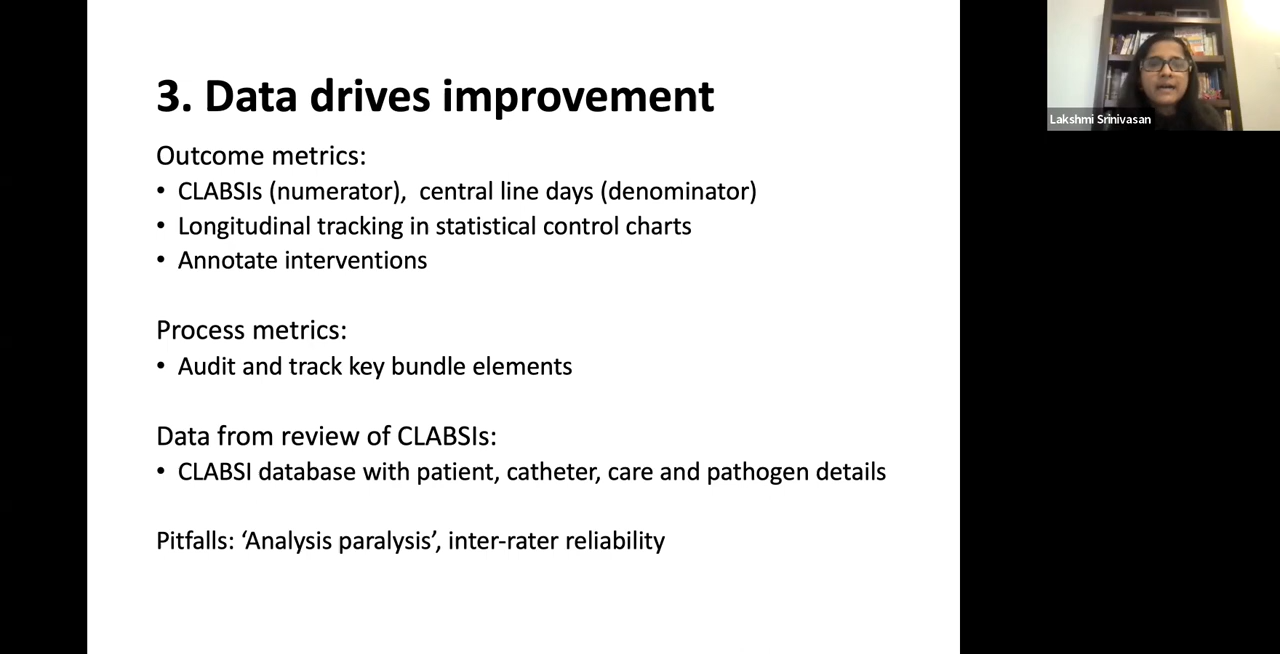 3. Data drives improvement
Outcome metrics:
• CLABSIs (numerator), central line days (denominator)
• Longitudinal tracking in statistical control charts
• Annotate interventions
Process metrics:
• Audit and track key bundle elements
Data from review of CLABSIs:
• CLABSI database with patient, catheter, care and pathogen details
Pitfalls: ‘Analysis paralysis’, inter-rater reliability
Lakshmi Srinivasan